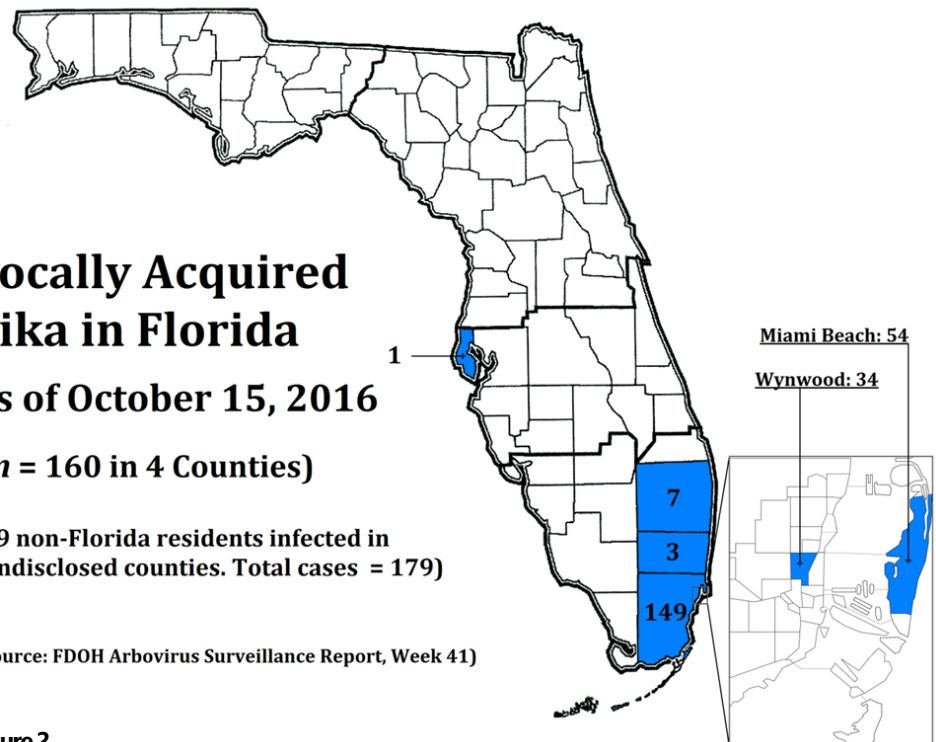 ocally Acquired
ika in Florida
s of October 15, 2016
n = 160 in 4 Counties)
9 non-Florida residents infected in
ndisclosed counties. Total cases = 179)
ource: FDOH Arbovirus Surveillance Report, Week 41)
1
7
3
149
Miami Beach: 54
Wynwood: 34
ure 2